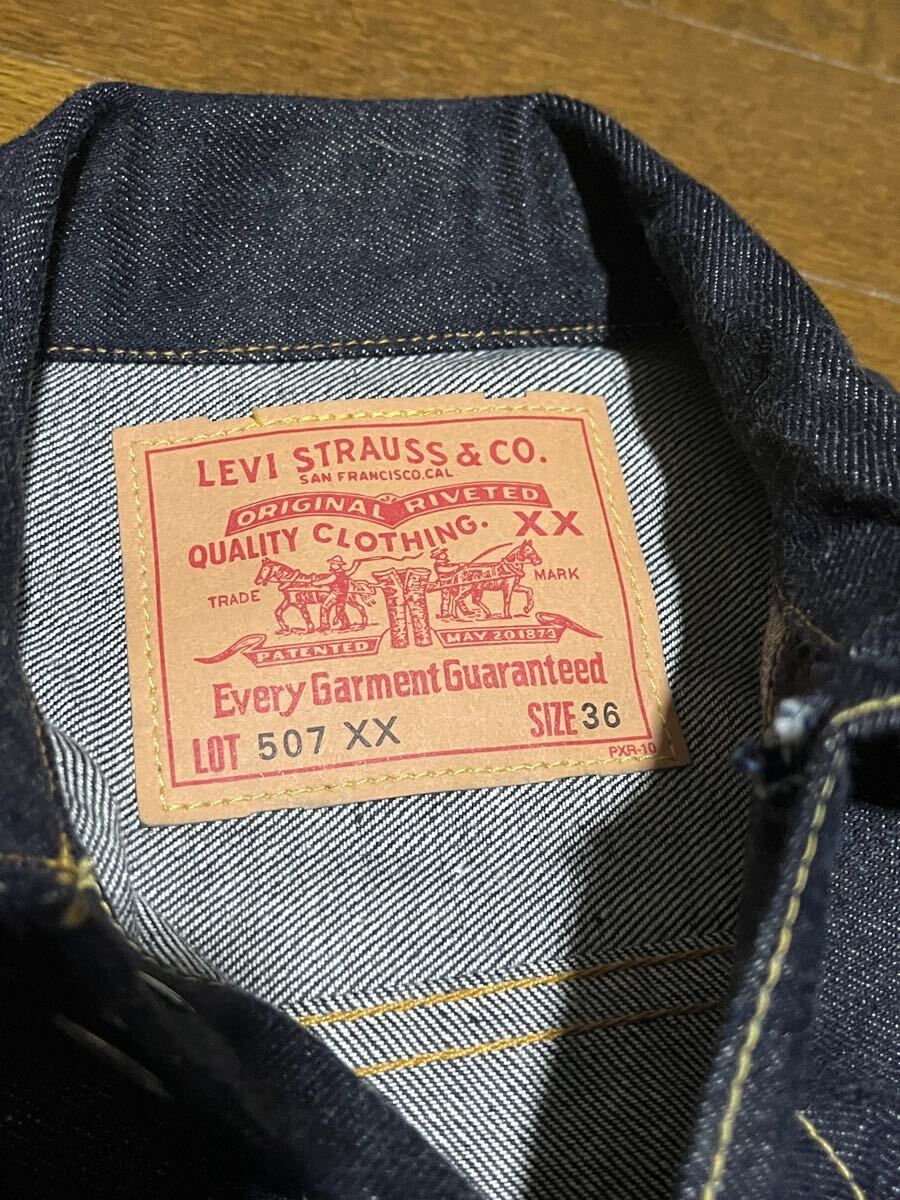 LEVI STRAUSS & CO.
SAN FRANCISCO.CAL
ORIGINAL RIVETED
QUALITY CLOTHING. XX
TRADE MARK
PATENTED MAY 20 1873
Every Garment Guaranteed
LOT 507 XX SIZE 36
PXR-10